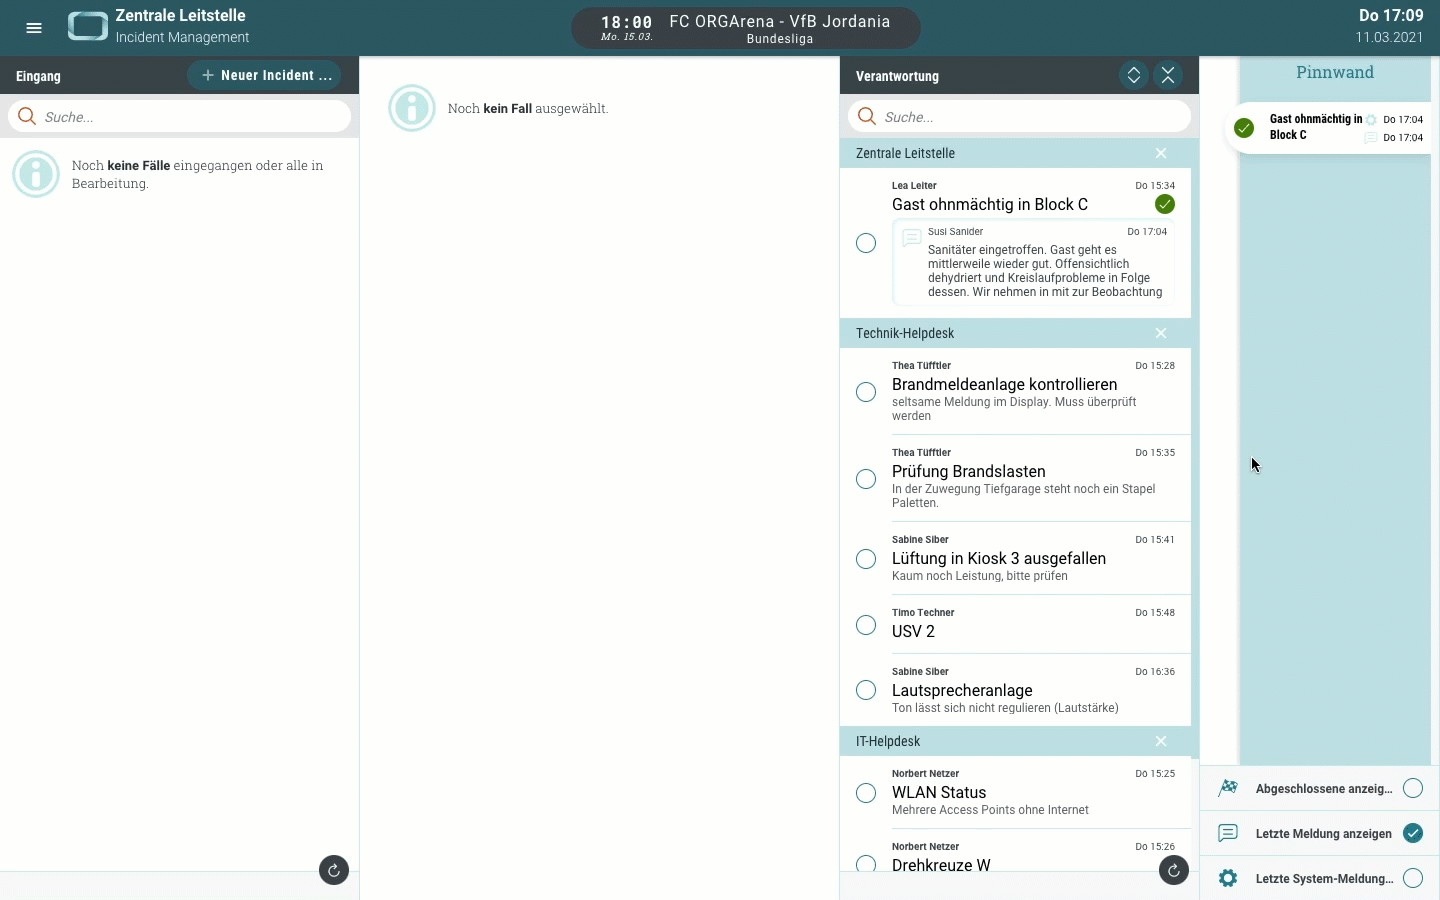 Zentrale Leitstelle
Incident Management
18:00 FC ORGArena - VfB Jordania
Mo. 15.03. Bundesliga
Do 17:09
11.03.2021
Eingang
+ Neuer Incident ...
Suche...
Noch keine Fälle eingegangen oder alle in
Bearbeitung.
Noch kein Fall ausgewählt.
Verantwortung
Suche...
Zentrale Leitstelle
Lea Leiter Do 15:34
Gast ohnmächtig in Block C
Susi Sanider Do 17:04
Sanitäter eingetroffen. Gast geht es
mittlerweile wieder gut. Offensichtlich
dehydriert und Kreislaufprobleme in Folge
dessen. Wir nehmen in mit zur Beobachtung
Technik-Helpdesk
Thea Tüfftler Do 15:28
Brandmeldeanlage kontrollieren
seltsame Meldung im Display. Muss überprüft
werden
Thea Tüfftler Do 15:35
Prüfung Brandslasten
In der Zuwegung Tiefgarage steht noch ein Stapel
Paletten.
Sabine Siber Do 15:41
Lüftung in Kiosk 3 ausgefallen
Kaum noch Leistung, bitte prüfen
Timo Techner Do 15:48
USV 2
Sabine Siber Do 16:36
Lautsprecheranlage
Ton lässt sich nicht regulieren (Lautstärke)
IT-Helpdesk
Norbert Netzer Do 15:25
WLAN Status
Mehrere Access Points ohne Internet
Norbert Netzer Do 15:26
Drehkreuze W
Pinnwand
Gast ohnmächtig in Do 17:04
Block C Do 17:04
Abgeschlossene anzeig...
Letzte Meldung anzeigen
Letzte System-Meldung...